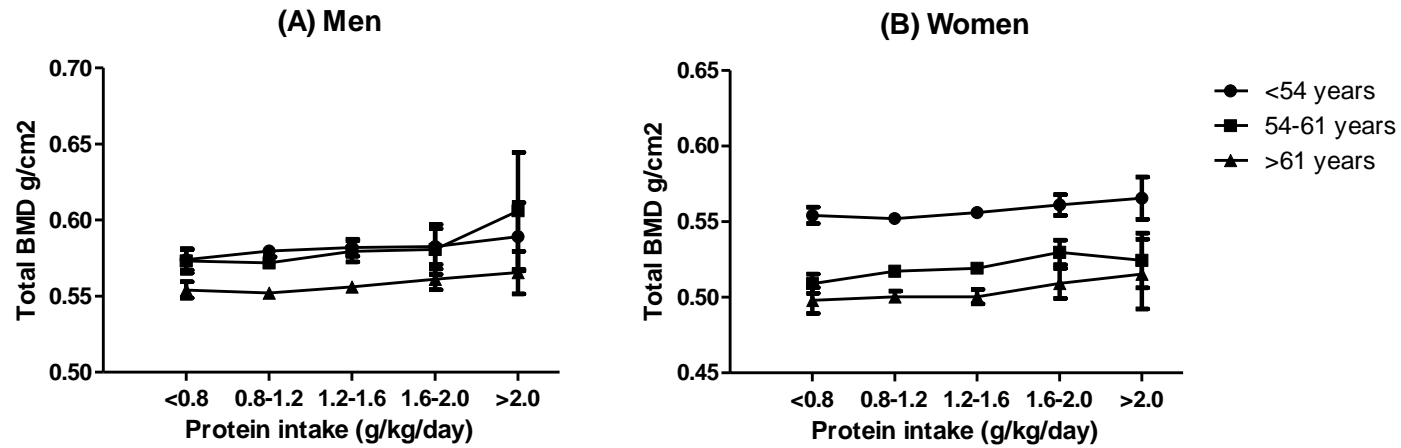 (A) Men
Total BMD g/cm2
0.70
0.65
0.60
0.55
0.50
<0.8 0.8-1.2 1.2-1.6 1.6-2.0 >2.0
Protein intake (g/kg/day)
(B) Women
Total BMD g/cm2
0.65
0.60
0.55
0.50
0.45
<0.8 0.8-1.2 1.2-1.6 1.6-2.0 >2.0
Protein intake (g/kg/day)
<54 years
54-61 years
>61 years